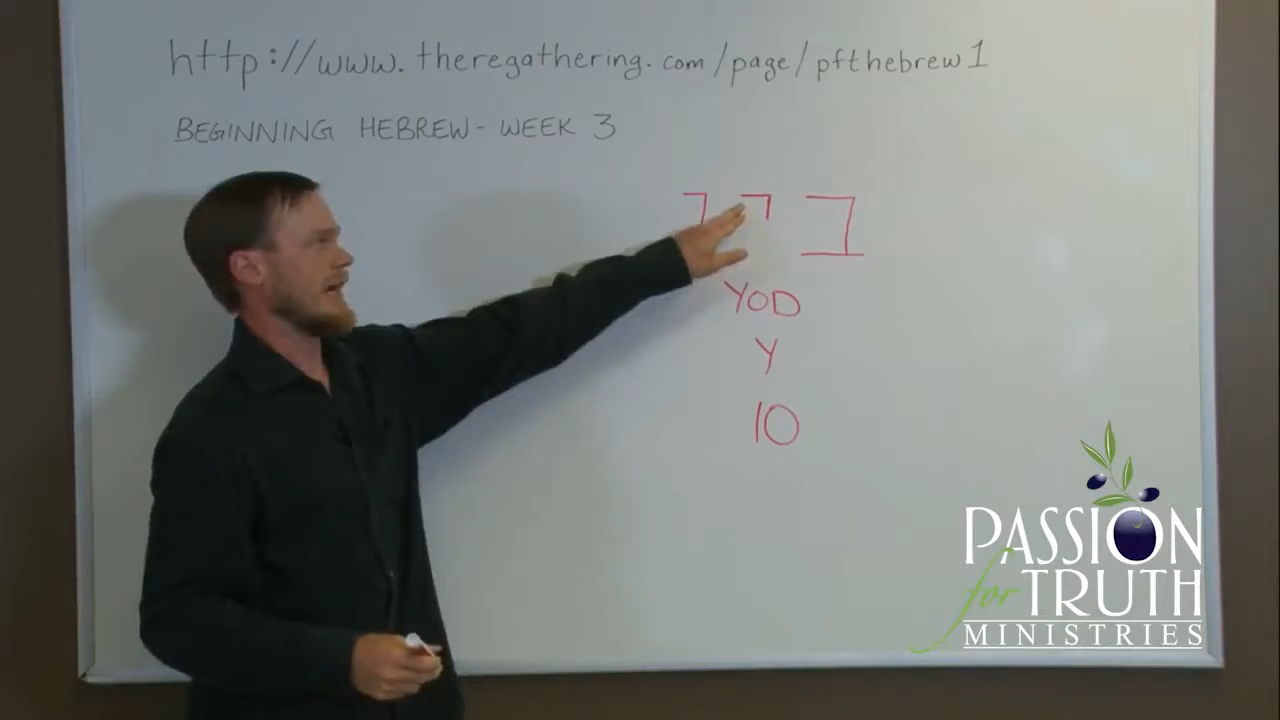 http://www.theregathering.com/page/pfthebrew1
BEGINNING HEBREW - WEEK 3
YOD
Y
10
PASSION
for TRUTH
MINISTRIES